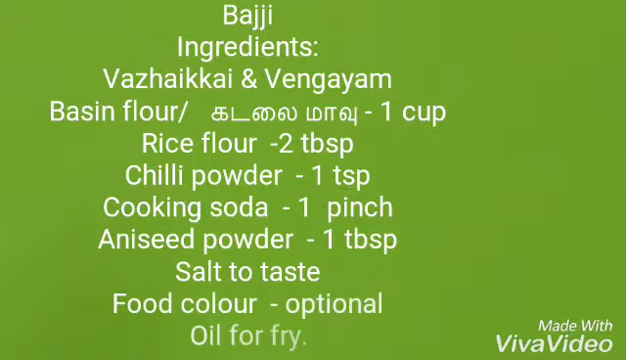 Bajji
Ingredients:
Vazhaikkai & Vengayam
Basin flour/ கடலை மாவு - 1 cup
Rice flour -2 tbsp
Chilli powder - 1 tsp
Cooking soda - 1 pinch
Aniseed powder - 1 tbsp
Salt to taste
Food colour - optional
Oil for fry.
Made With
VivaVideo